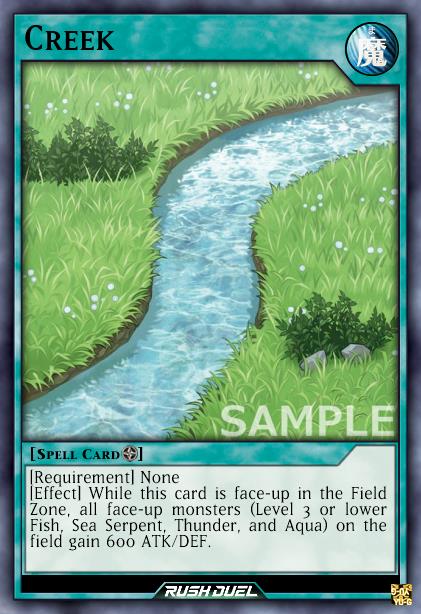 Creek
ま
魔
SAMPLE
[Spell Card]
[Requirement] None
[Effect] While this card is face-up in the Field
Zone, all face-up monsters (Level 3 or lower
Fish, Sea Serpent, Thunder, and Aqua) on the
field gain 600 ATK/DEF.
RUSH DUEL